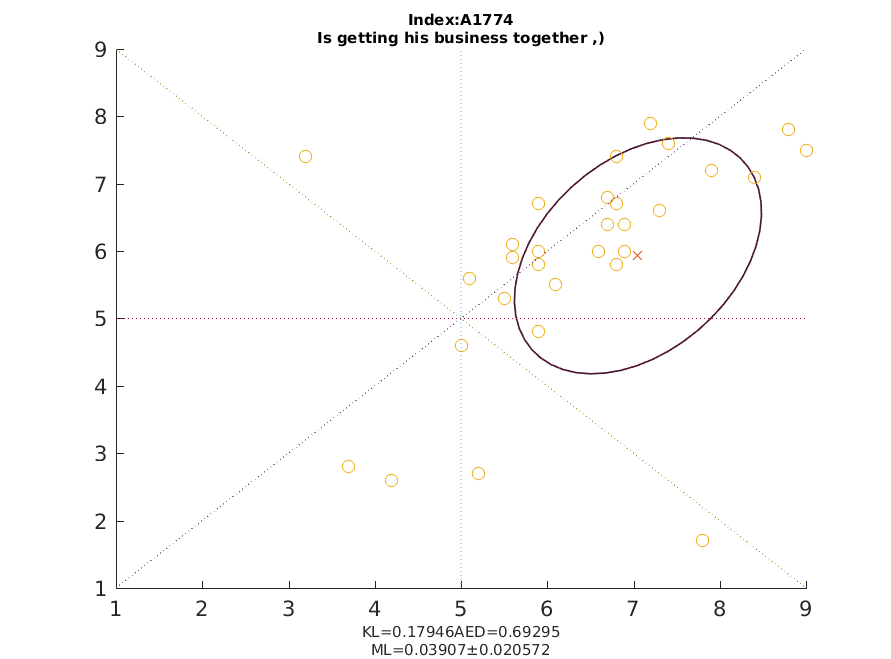 Index:A1774
Is getting his business together ,)
9
8
7
6
5
4
3
2
1
1 2 3 4 5 6 7 8 9
KL=0.17946AED=0.69295
ML=0.03907±0.020572